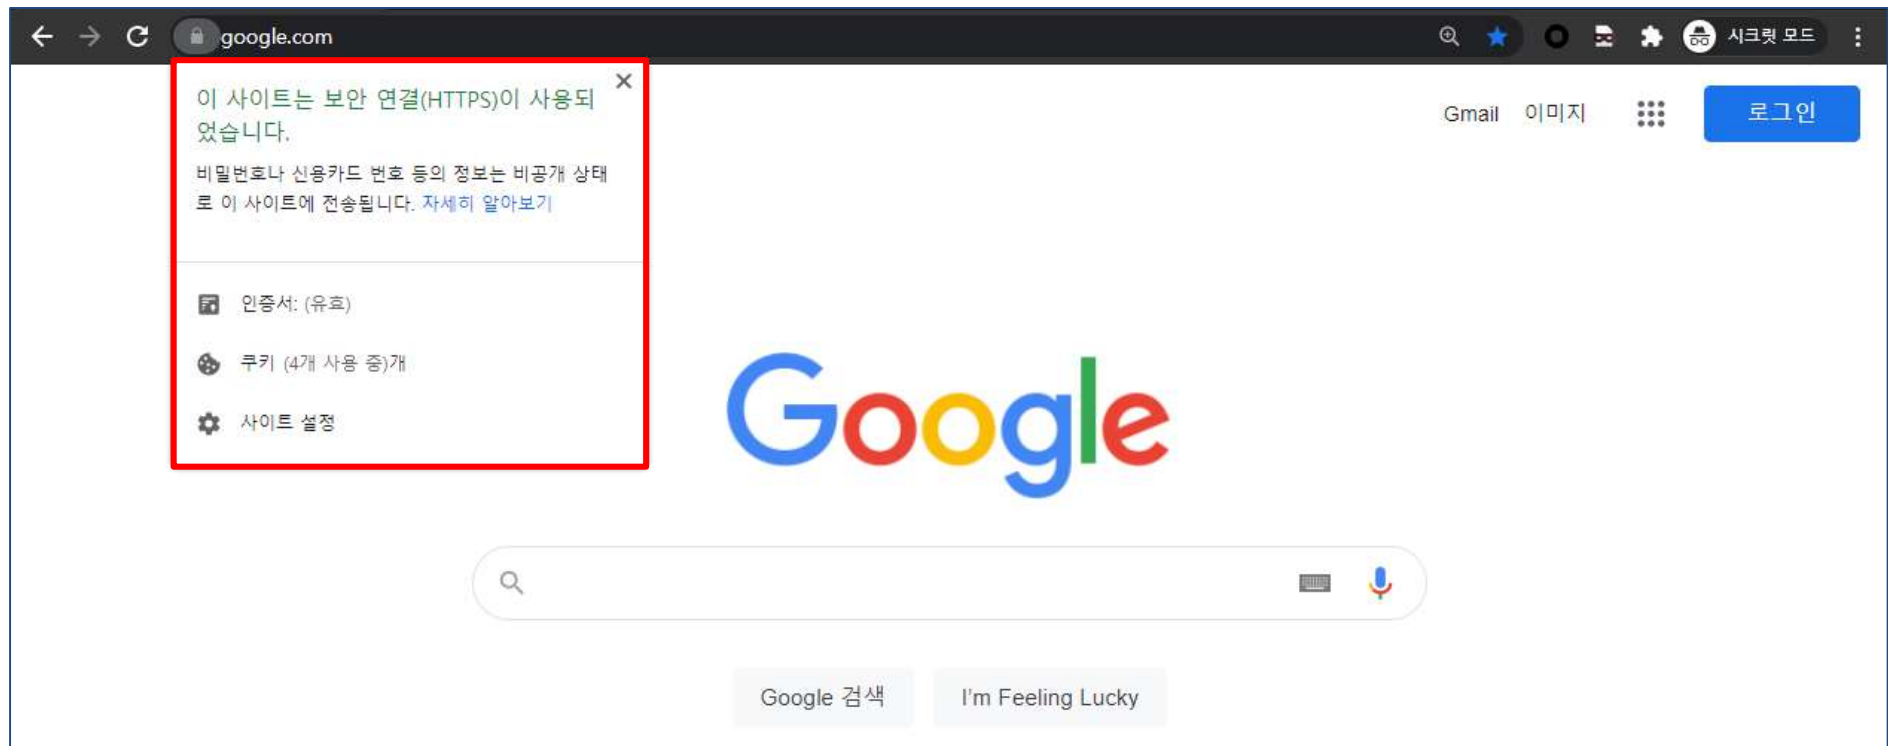 google.com
시크릿 모드
이 사이트는 보안 연결(HTTPS)이 사용되
었습니다.
비밀번호나 신용카드 번호 등의 정보는 비공개 상태
로 이 사이트에 전송됩니다. 자세히 알아보기
인증서: (유효)
쿠키 (4개 사용 중)개
사이트 설정
Gmail 이미지
로그인
Google
Google 검색
I'm Feeling Lucky